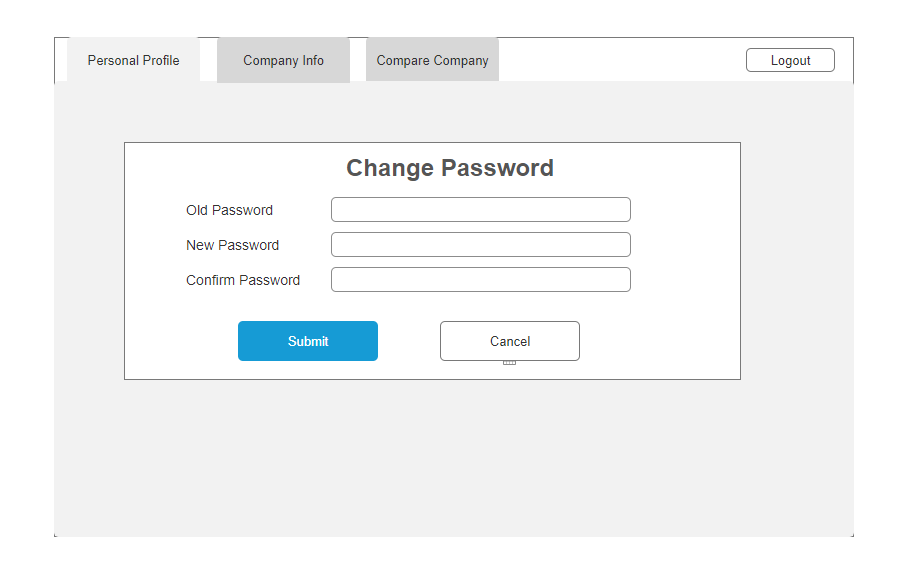 Personal Profile
Company Info
Compare Company
Logout
Change Password
Old Password
New Password
Confirm Password
Submit
Cancel